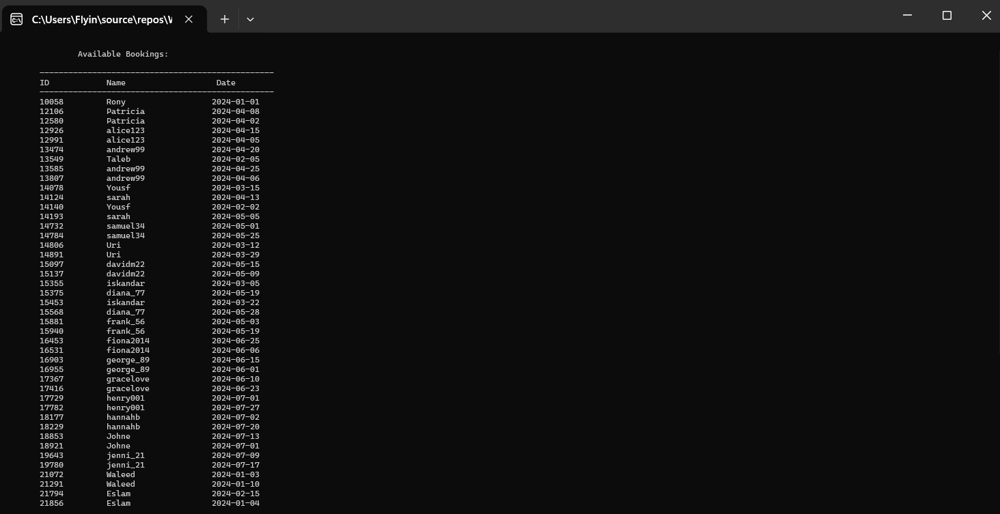 C:\Users\Flyin\source\repos\V
Available Bookings:
ID Name Date
10058 Rony 2024-01-01
12106 Patricia 2024-04-08
12580 Patricia 2024-04-02
12926 alice123 2024-04-15
12991 alice123 2024-04-05
13474 andrew99 2024-04-20
13549 Taleb 2024-02-05
13585 andrew99 2024-04-25
13807 andrew99 2024-04-06
14078 Yousf 2024-03-15
14124 sarah 2024-04-13
14140 Yousf 2024-02-02
14193 sarah 2024-05-05
14732 samuel34 2024-05-01
14784 samuel34 2024-05-25
14806 Uri 2024-03-12
14891 Uri 2024-03-29
15097 davidm22 2024-05-15
15137 davidm22 2024-05-09
15355 iskandar 2024-03-05
15375 diana_77 2024-05-19
15453 iskandar 2024-03-22
15568 diana_77 2024-05-28
15881 frank_56 2024-05-03
15940 frank_56 2024-05-19
16453 fiona2014 2024-06-25
16531 fiona2014 2024-06-06
16903 george_89 2024-06-15
16955 george_89 2024-06-01
17367 gracelove 2024-06-10
17416 gracelove 2024-06-23
17729 henry001 2024-07-01
17782 henry001 2024-07-27
18177 hannahb 2024-07-02
18229 hannahb 2024-07-20
18853 Johne 2024-07-13
18921 Johne 2024-07-01
19643 jenni_21 2024-07-09
19780 jenni_21 2024-07-17
21072 Waleed 2024-01-03
21291 Waleed 2024-01-10
21794 Eslam 2024-02-15
21856 Eslam 2024-01-04